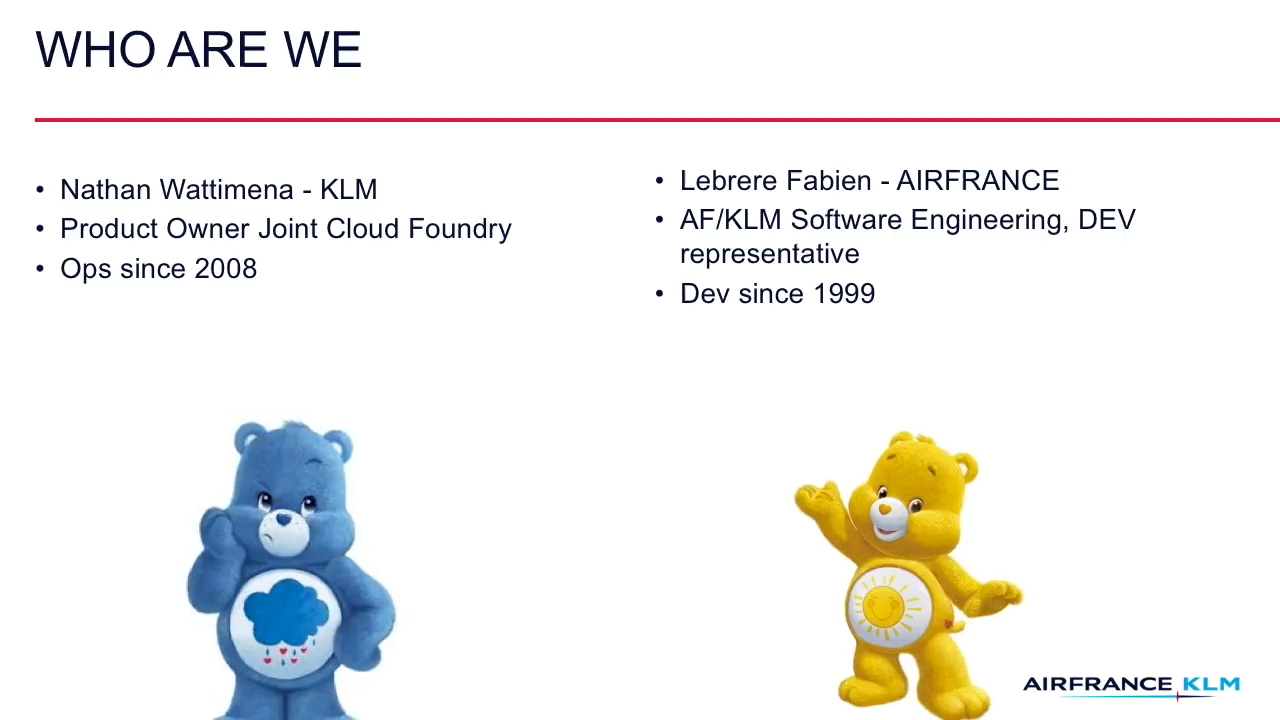 WHO ARE WE
• Nathan Wattimena - KLM
• Product Owner Joint Cloud Foundry
• Ops since 2008
• Lebrere Fabien - AIRFRANCE
• AF/KLM Software Engineering, DEV
representative
• Dev since 1999
AIRFRANCE KLM